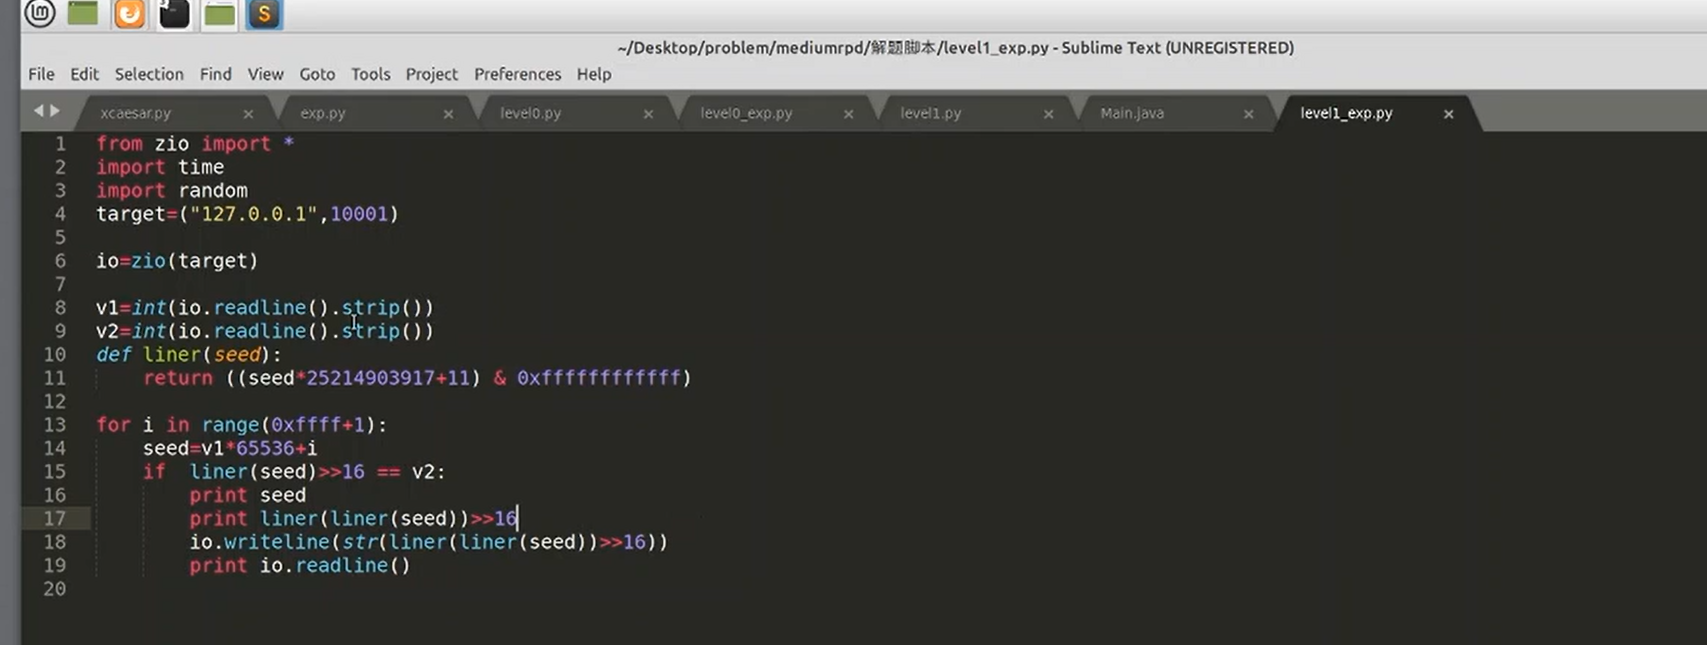 ~/Desktop/problem/mediumrpd/解题脚本/level1_exp.py - Sublime Text (UNREGISTERED)
File Edit Selection Find View Goto Tools Project Preferences Help
xcaesar.py × exp.py × level0.py × level0_exp.py × level1.py × Main.java × level1_exp.py ×
1 from zio import *
2 import time
3 import random
4 target=("127.0.0.1",10001)
5
6 io=zio(target)
7
8 v1=int(io.readline().strip())
9 v2=int(io.readline().strip())
10 def liner(seed):
11     return ((seed*25214903917+11) & 0xffffffffffff)
12
13 for i in range(0xffff+1):
14     seed=v1*65536+i
15     if  liner(seed)>>16 == v2:
16         print seed
17         print liner(liner(seed))>>16
18         io.writeline(str(liner(liner(seed))>>16))
19         print io.readline()
20